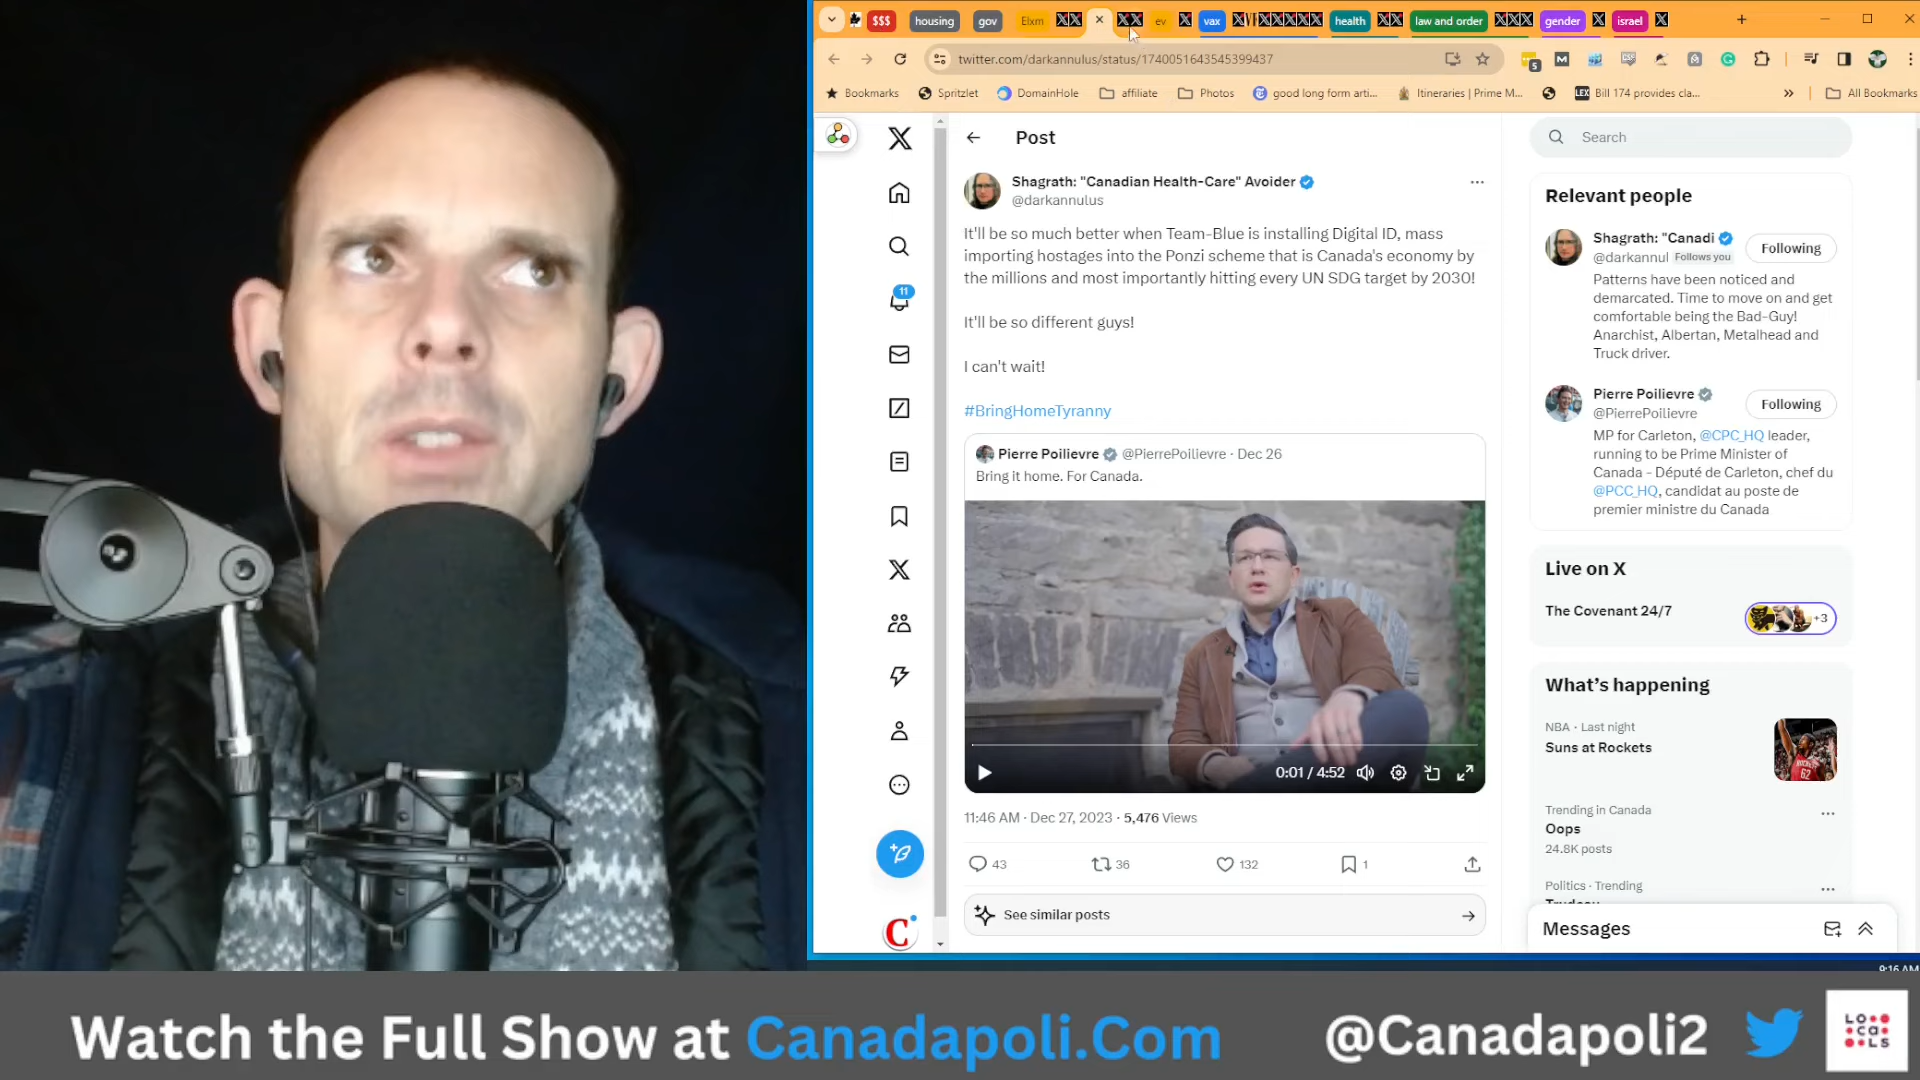 $$$ housing gov Elxm ev vax health law and order gender israel
twitter.com/darkannulus/status/1740051643545399437
Bookmarks Spritzlet DomainHole affiliate Photos good long form arti... Itineraries | Prime M... Bill 174 provides cla... » All Bookmarks
Post
Search
Shagrath: "Canadian Health-Care" Avoider
@darkannulus
It'll be so much better when Team-Blue is installing Digital ID, mass
importing hostages into the Ponzi scheme that is Canada's economy by
the millions and most importantly hitting every UN SDG target by 2030!
It'll be so different guys!
I can't wait!
#BringHomeTyranny
Pierre Poilievre @PierrePoilievre · Dec 26
Bring it home. For Canada.
0:01 / 4:52
11:46 AM · Dec 27, 2023 · 5,476 Views
43 36 132 1
See similar posts
11
C
Relevant people
Shagrath: "Canadi
@darkannul Follows you
Following
Patterns have been noticed and
demarcated. Time to move on and get
comfortable being the Bad-Guy!
Anarchist, Albertan, Metalhead and
Truck driver.
Pierre Poilievre
@PierrePoilievre
Following
MP for Carleton, @CPC_HQ leader,
running to be Prime Minister of
Canada - Député de Carleton, chef du
@PCC_HQ, candidat au poste de
premier ministre du Canada
Live on X
The Covenant 24/7
+3
What's happening
NBA · Last night
Suns at Rockets
Trending in Canada
Oops
24.8K posts
Politics · Trending
Trudeau
Messages
9:16 AM
Watch the Full Show at Canadapoli.Com
@Canadapoli2
LO
ca
LS